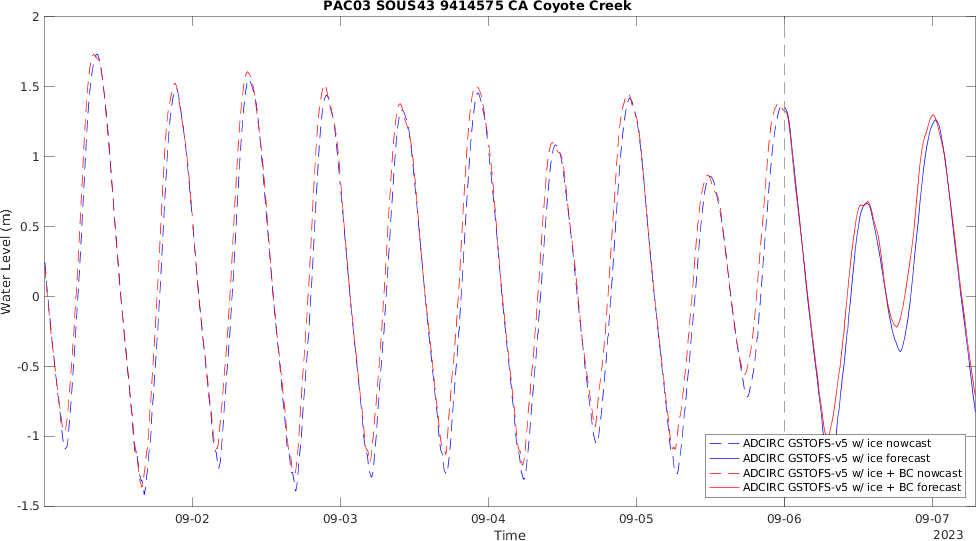 PAC03 SOUS43 9414575 CA Coyote Creek
2
1.5
1
0.5
0
-0.5
-1
-1.5
Water Level (m)
ADCIRC GSTOFS-v5 w/ ice nowcast
ADCIRC GSTOFS-v5 w/ ice forecast
ADCIRC GSTOFS-v5 w/ ice + BC nowcast
ADCIRC GSTOFS-v5 w/ ice + BC forecast
09-02 09-03 09-04 09-05 09-06 09-07
Time
2023